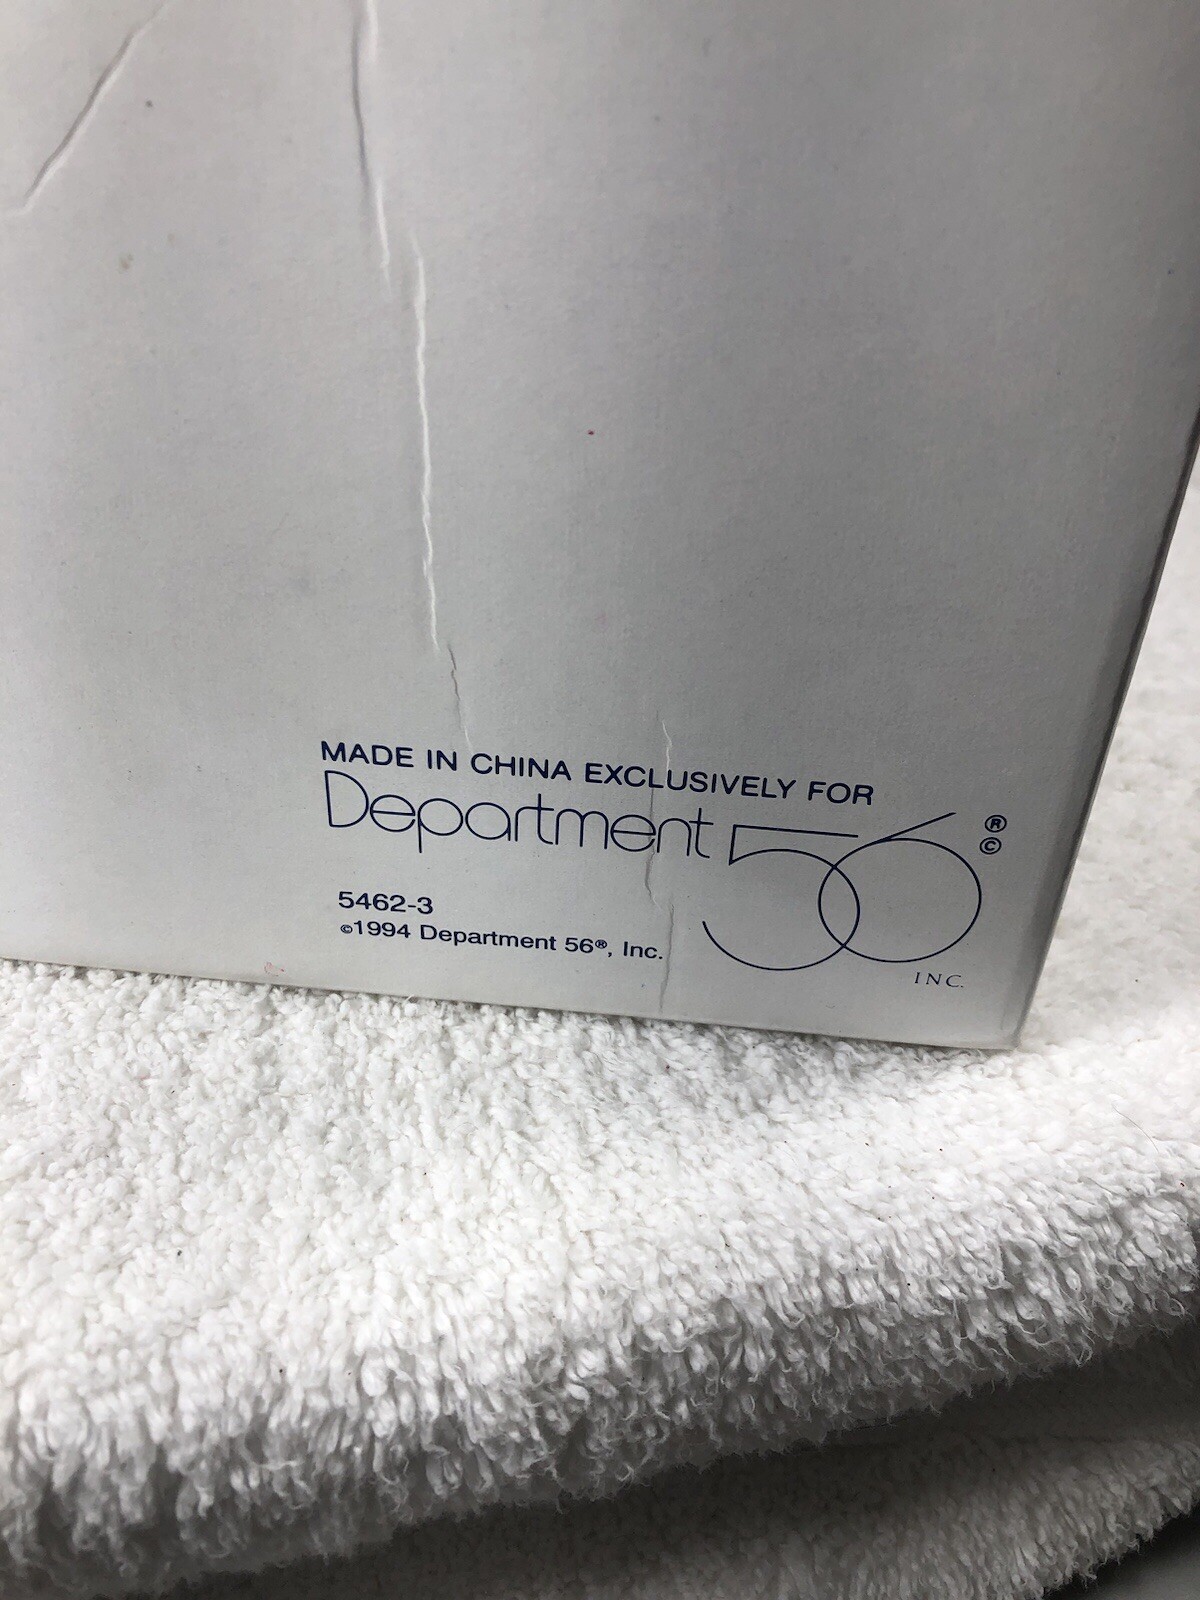 MADE IN CHINA EXCLUSIVELY FOR
Department 56 ® ©
INC.
5462-3
©1994 Department 56®, Inc.